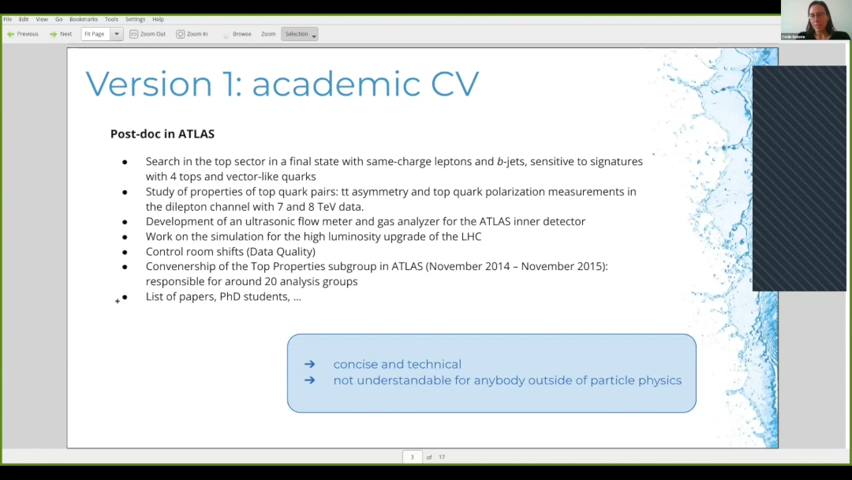 File Edit View Go Bookmarks Tools Settings Help
Previous Next Fit Page Zoom Out Zoom In Browse Zoom Selection
Version 1: academic CV
Post-doc in ATLAS
● Search in the top sector in a final state with same-charge leptons and b-jets, sensitive to signatures
with 4 tops and vector-like quarks
● Study of properties of top quark pairs: tt asymmetry and top quark polarization measurements in
the dilepton channel with 7 and 8 TeV data.
● Development of an ultrasonic flow meter and gas analyzer for the ATLAS inner detector
● Work on the simulation for the high luminosity upgrade of the LHC
● Control room shifts (Data Quality)
● Convenership of the Top Properties subgroup in ATLAS (November 2014 – November 2015):
responsible for around 20 analysis groups
● List of papers, PhD students, ...
➔ concise and technical
➔ not understandable for anybody outside of particle physics
3 of 17